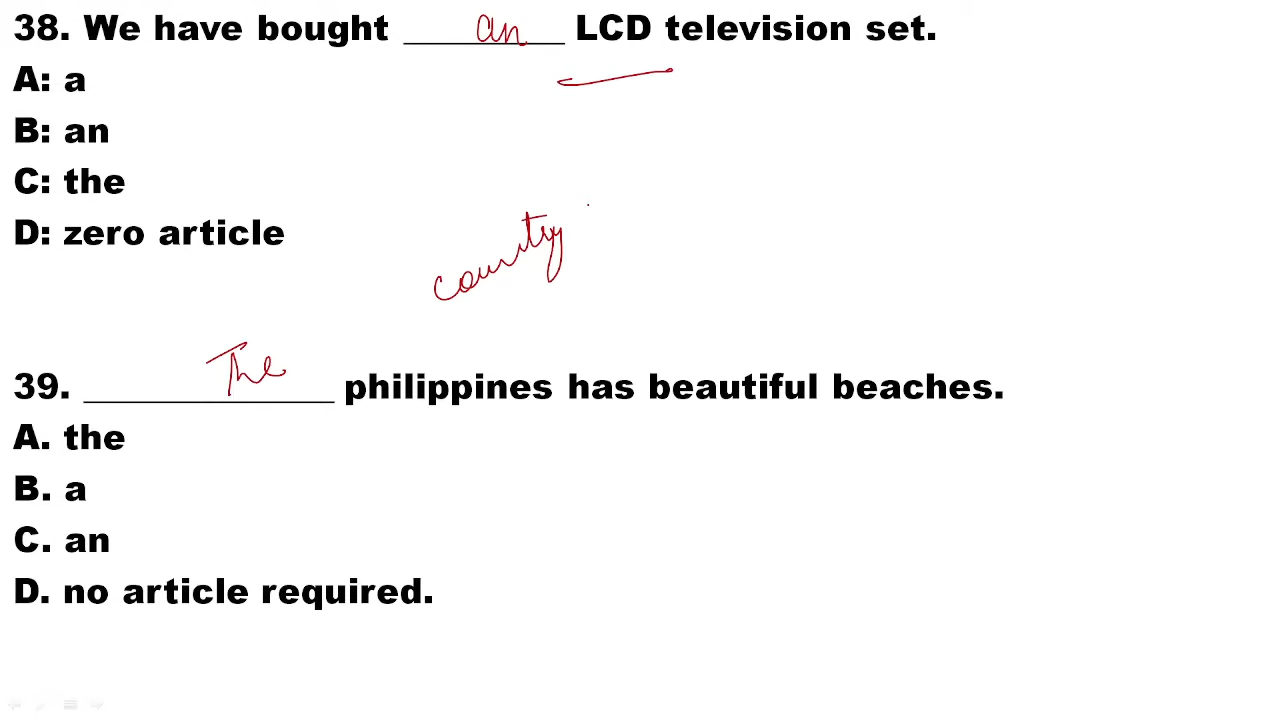 38. We have bought an LCD television set.
A: a
B: an
C: the
D: zero article
country
39. The philippines has beautiful beaches.
A. the
B. a
C. an
D. no article required.